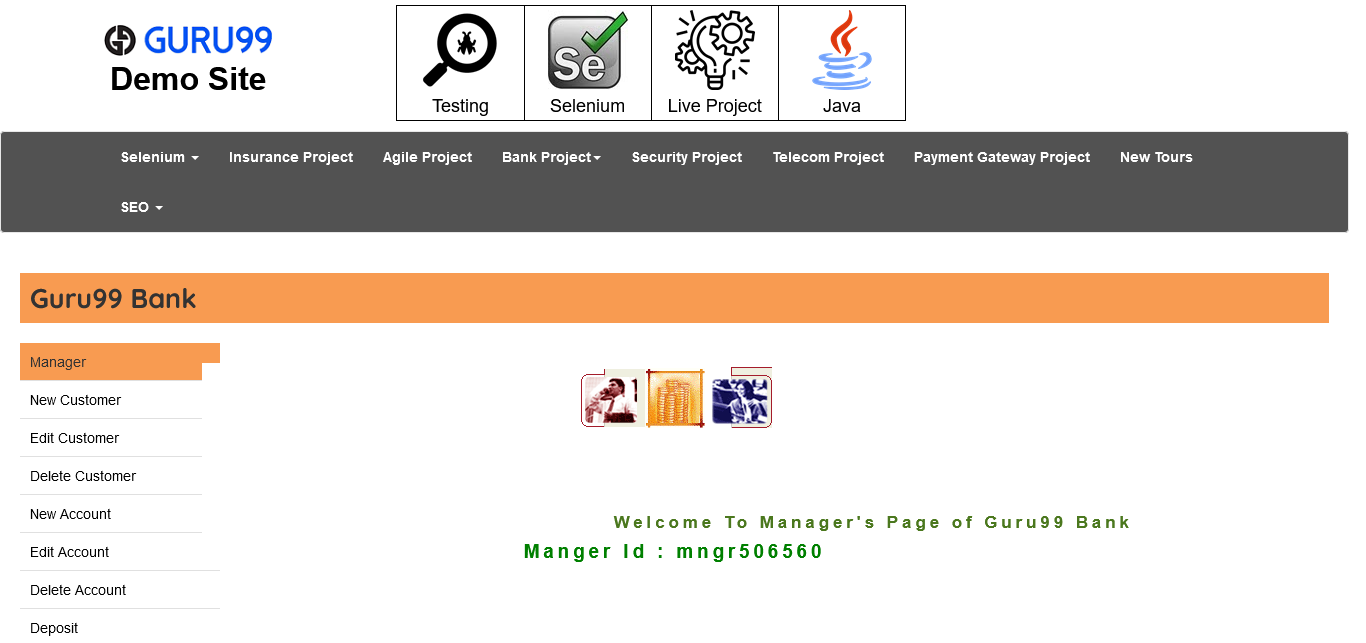 GURU99
Demo Site
Testing
Se
Selenium
Live Project
Java
Selenium
Insurance Project
Agile Project
Bank Project
Security Project
Telecom Project
Payment Gateway Project
New Tours
SEO
Guru99 Bank
Manager
New Customer
Edit Customer
Delete Customer
New Account
Edit Account
Delete Account
Deposit
Welcome To Manager's Page of Guru99 Bank
Manger Id : mngr506560